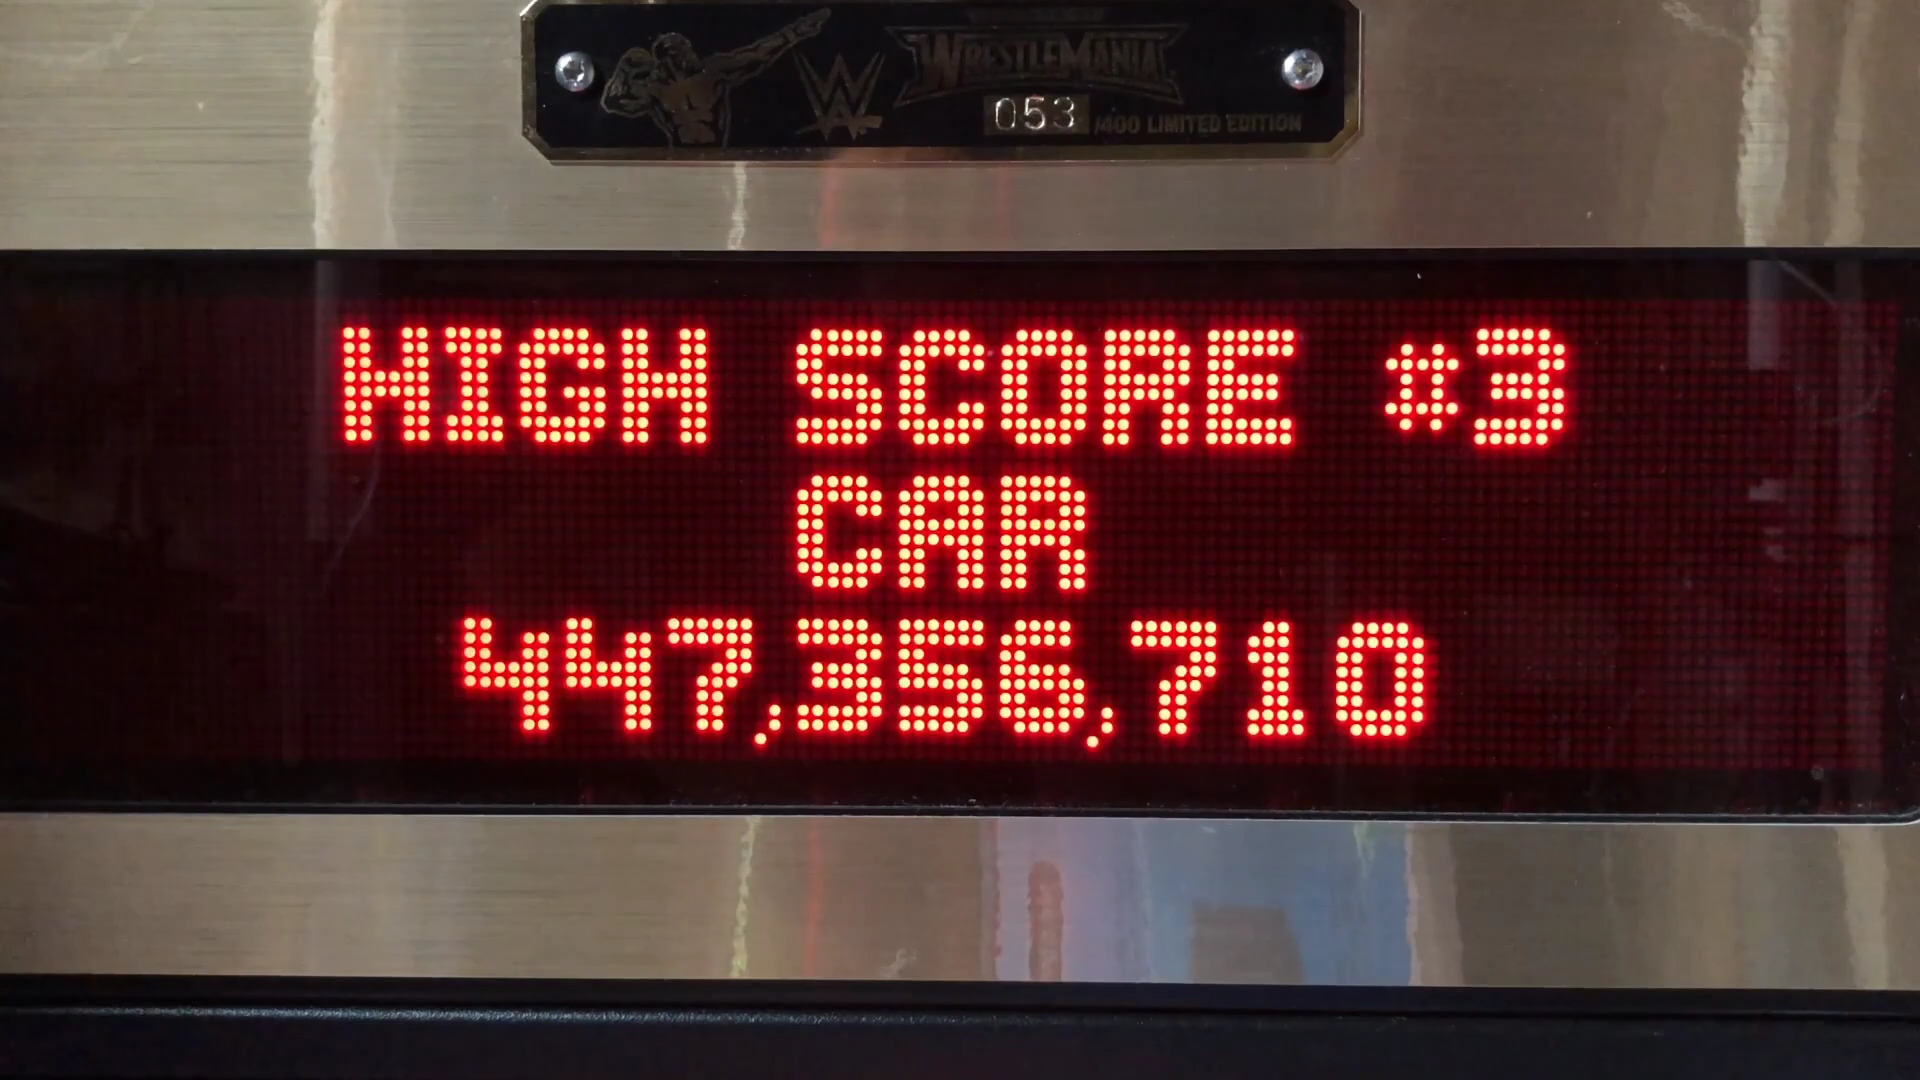 WRESTLEMANIA
053 /400 LIMITED EDITION
HIGH SCORE #3
CAR
447,356,710